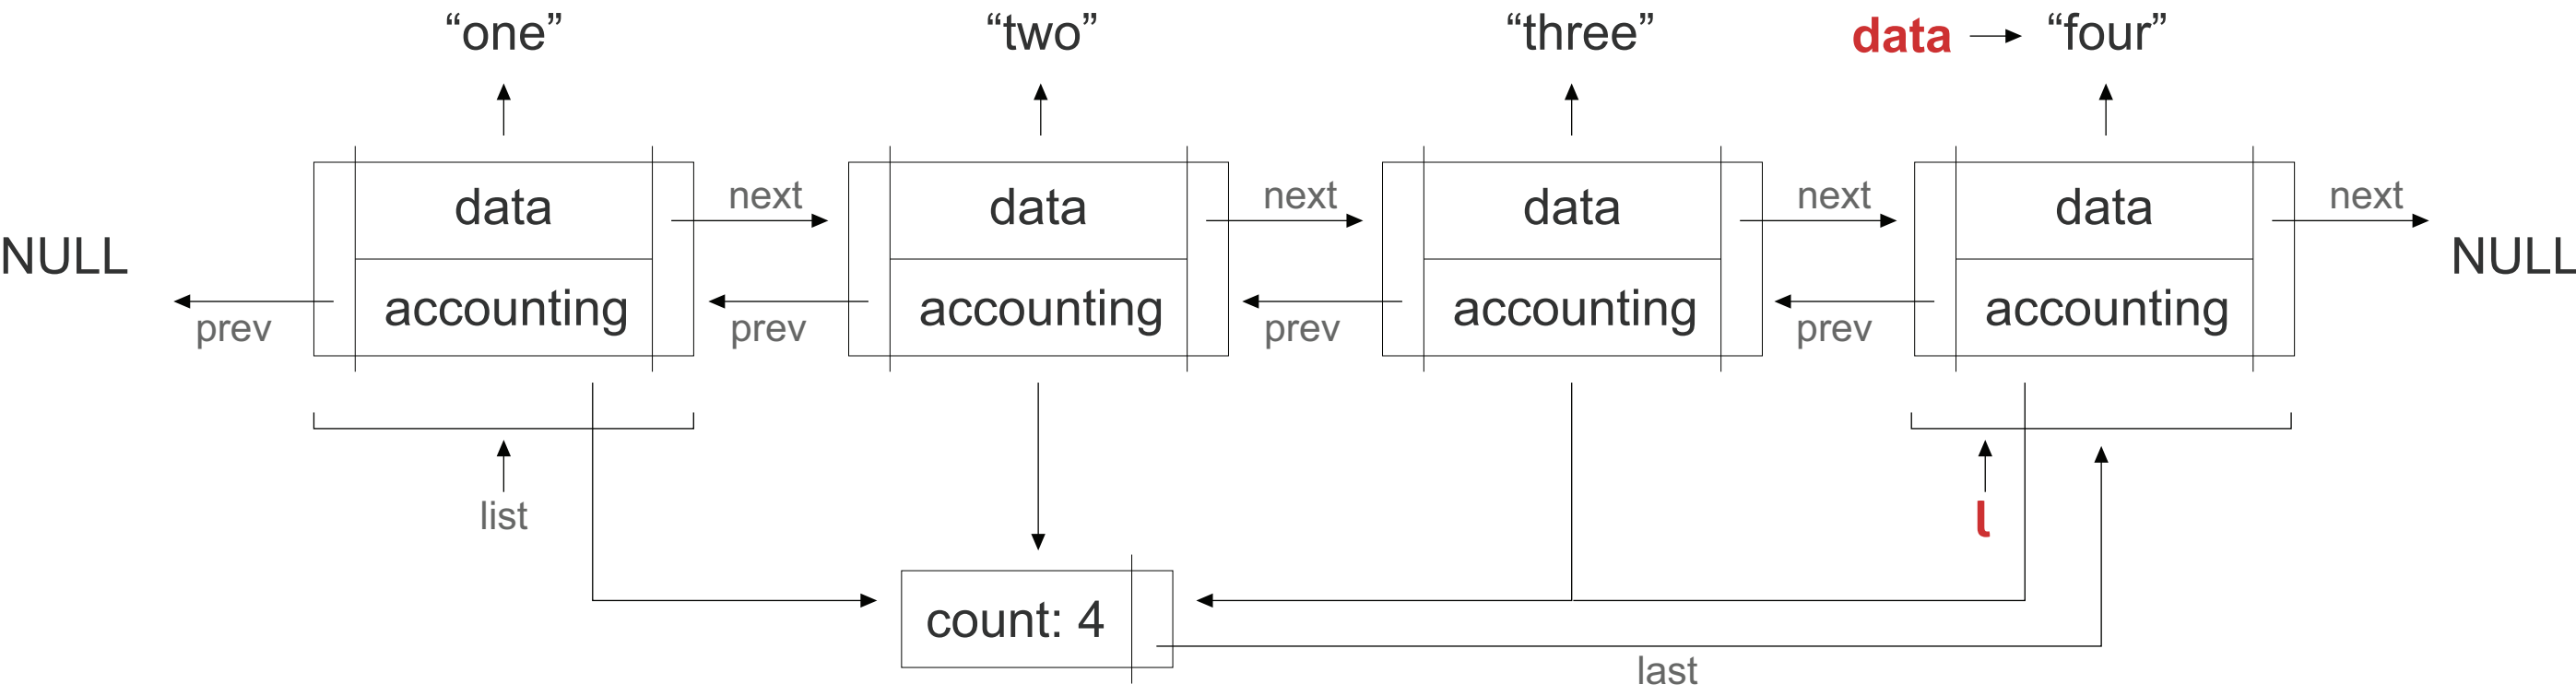 “one” “two” “three” data “four”
data next data next data next data next
NULL NULL
prev accounting prev accounting prev accounting prev accounting
list l
count: 4
last